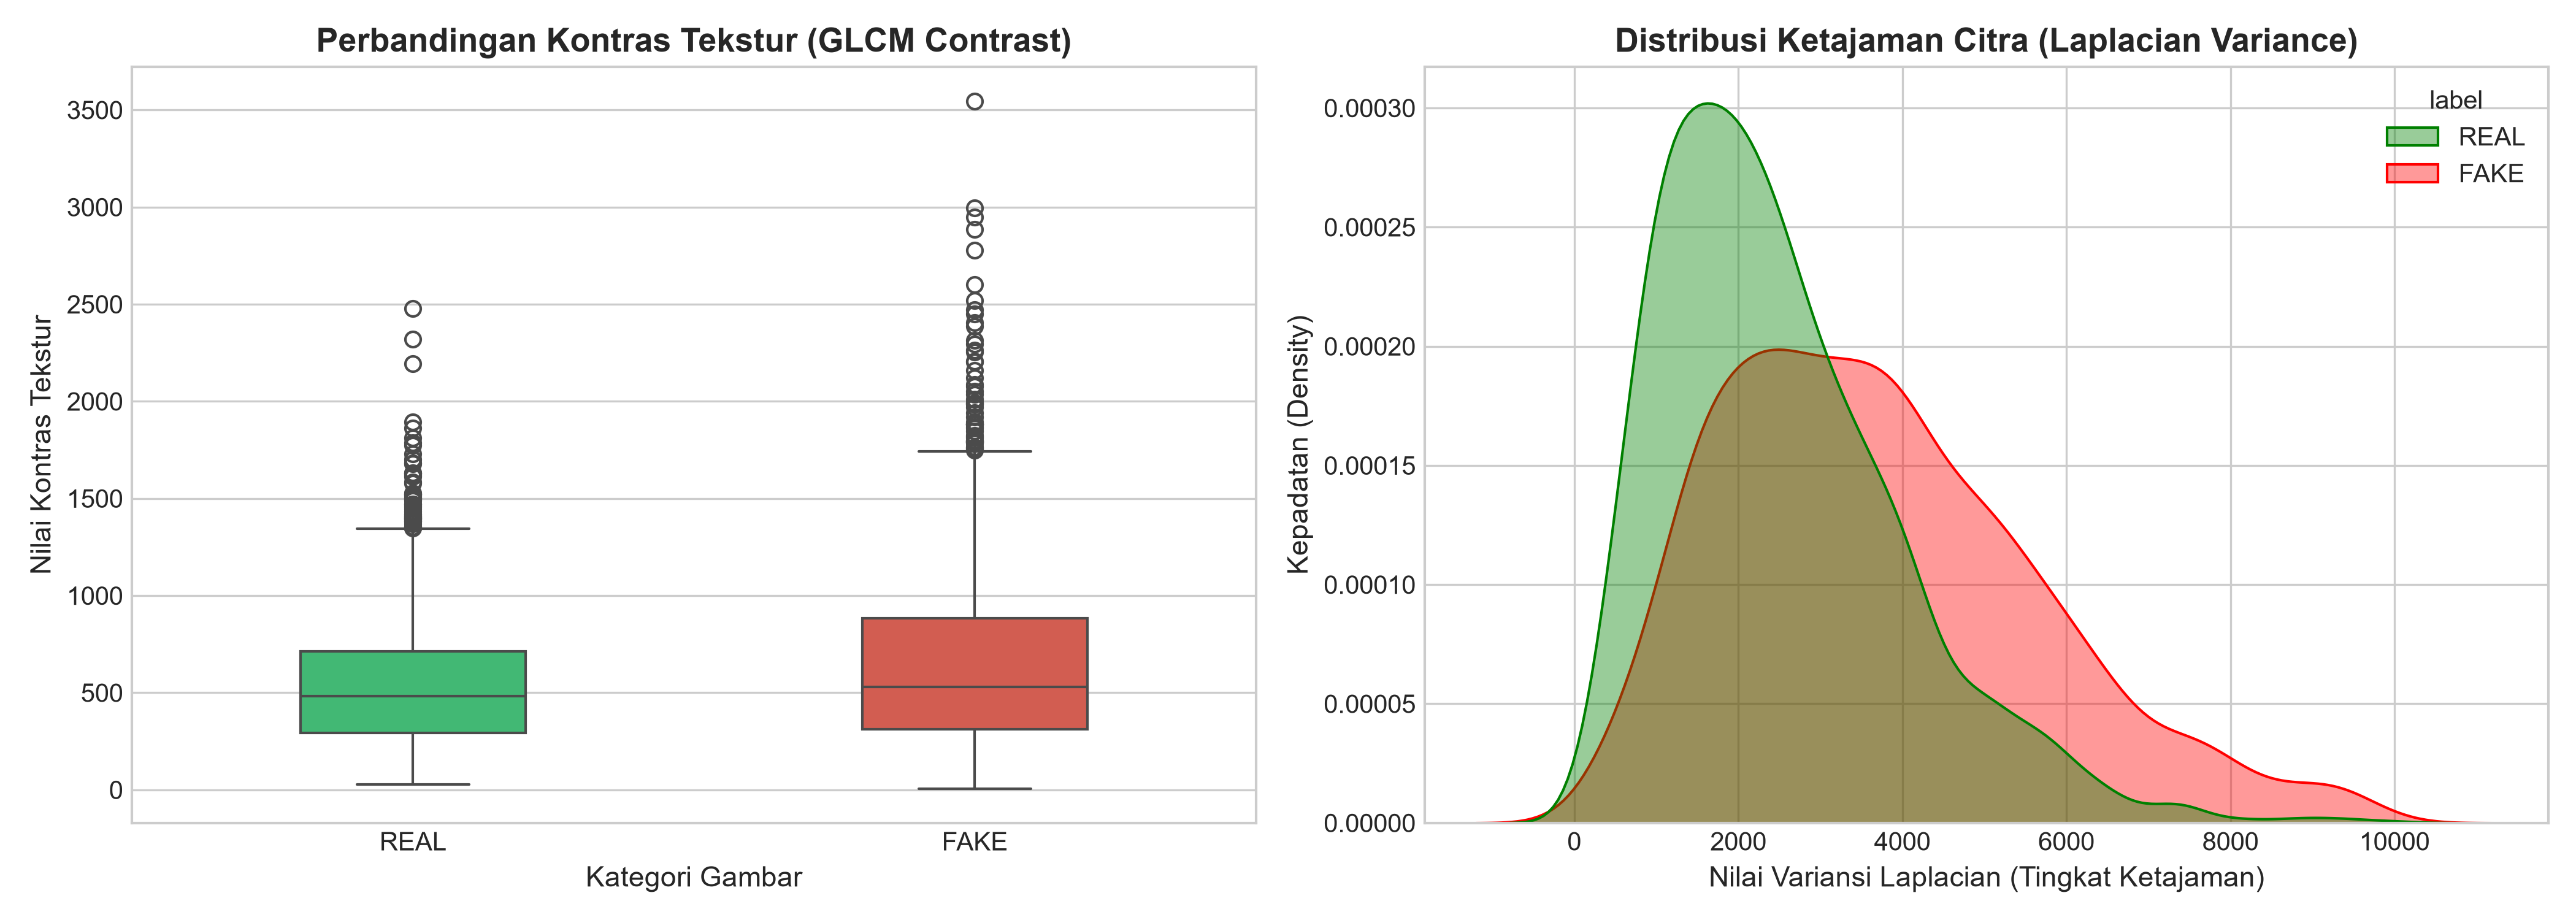 Perbandingan Kontras Tekstur (GLCM Contrast)
Nilai Kontras Tekstur
3500
3000
2500
2000
1500
1000
500
0
REAL
FAKE
Kategori Gambar
Distribusi Ketajaman Citra (Laplacian Variance)
Kepadatan (Density)
0.00030
0.00025
0.00020
0.00015
0.00010
0.00005
0.00000
label
REAL
FAKE
0
2000
4000
6000
8000
10000
Nilai Variansi Laplacian (Tingkat Ketajaman)